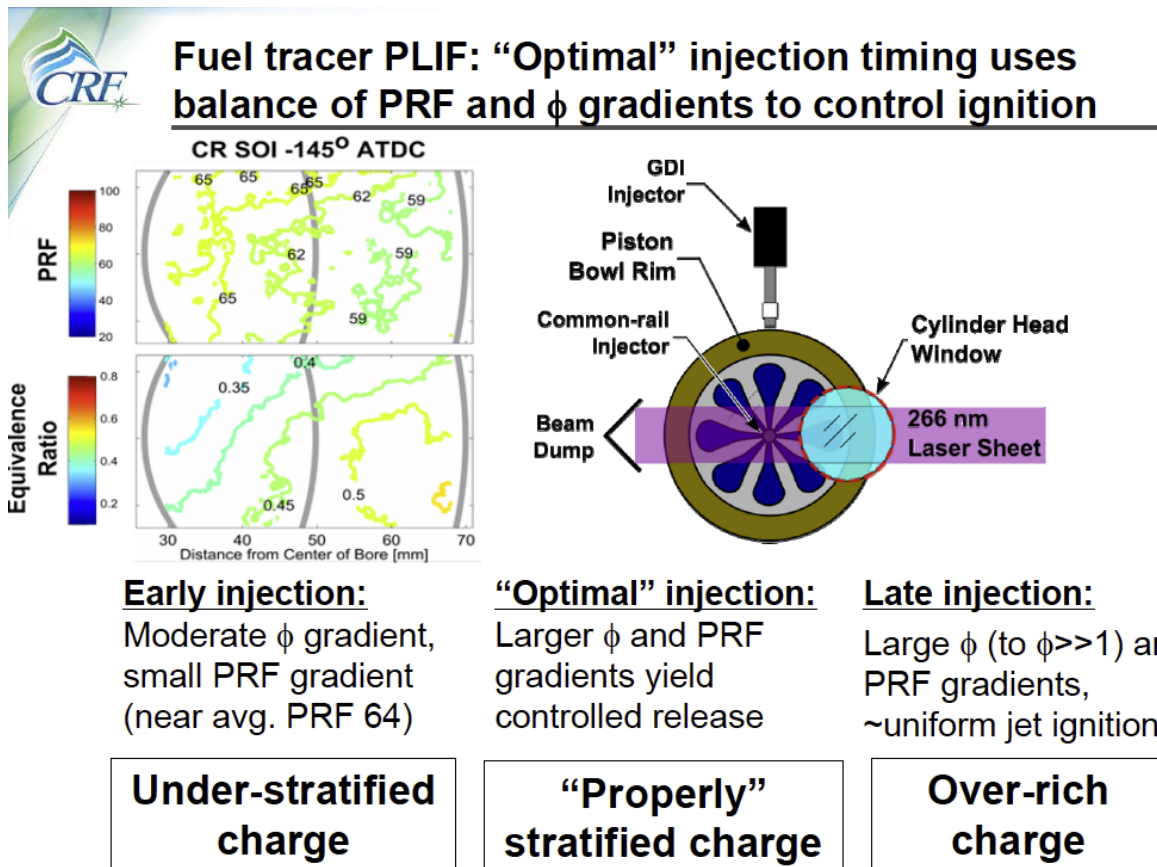 CRF
Fuel tracer PLIF: “Optimal” injection timing uses
balance of PRF and ϕ gradients to control ignition
CR SOI -145° ATDC
PRF
100
80
60
40
20
65
40
65
65
65
62
59
62
59
65
59
Equivalence
Ratio
0.8
0.6
0.4
0.2
0.4
0.35
0.45
0.5
30
40
50
60
70
Distance from Center of Bore [mm]
GDI
Injector
Piston
Bowl Rim
Common-rail
Injector
Cylinder Head
Window
Beam
Dump
266 nm
Laser Sheet
Early injection:
Moderate ϕ gradient,
small PRF gradient
(near avg. PRF 64)
Under-stratified
charge
“Optimal” injection:
Larger ϕ and PRF
gradients yield
controlled release
“Properly”
stratified charge
Late injection:
Large ϕ (to ϕ>>1) an
PRF gradients,
~uniform jet ignition
Over-rich
charge